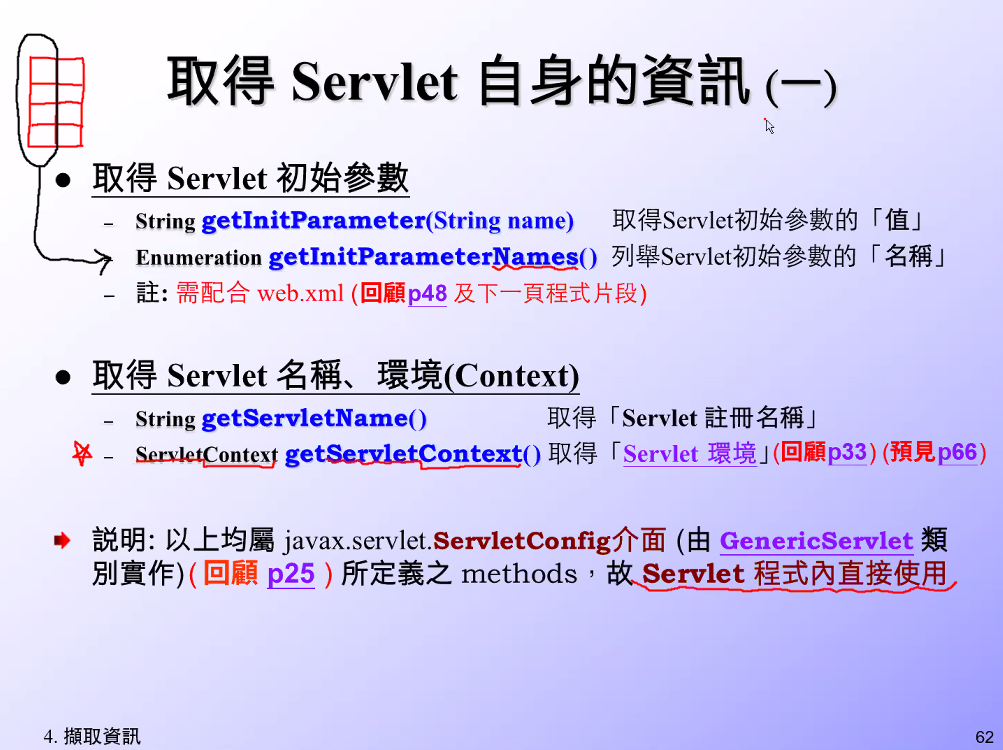 取得 Servlet 自身的資訊 (一)
● 取得 Servlet 初始參數
– String getInitParameter(String name) 取得Servlet初始參數的「值」
– Enumeration getInitParameterNames() 列舉Servlet初始參數的「名稱」
– 註: 需配合 web.xml (回顧p48 及下一頁程式片段)
● 取得 Servlet 名稱、環境(Context)
– String getServletName() 取得「Servlet 註冊名稱」
– ServletContext getServletContext() 取得「Servlet 環境」(回顧p33) (預見p66)
說明: 以上均屬 javax.servlet.ServletConfig介面 (由 GenericServlet 類
別實作) ( 回顧 p25 ) 所定義之 methods，故 Servlet 程式內直接使用
4. 擷取資訊
62